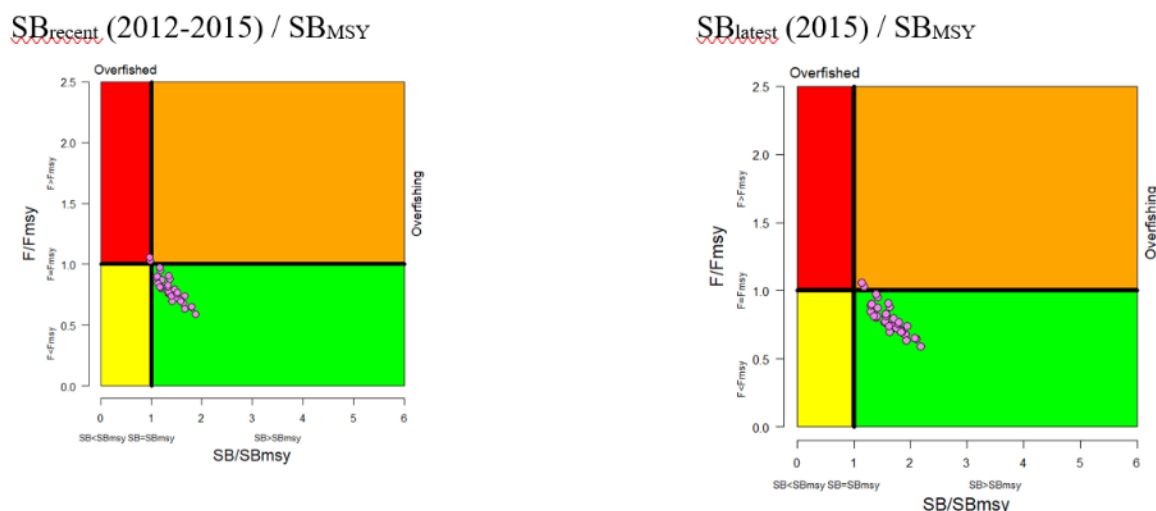 SBrecent (2012-2015) / SBMSY
Overfished
2.5
2.0
1.5
1.0
0.5
0.0
F>Fmsy
F=Fmsy
F<Fmsy
F/Fmsy
Overfishing
0 1 2 3 4 5 6
SB<SBmsy SB=SBmsy SB>SBmsy
SB/SBmsy
SBlatest (2015) / SBMSY
Overfished
2.5
2.0
1.5
1.0
0.5
0.0
F>Fmsy
F=Fmsy
F<Fmsy
F/Fmsy
Overfishing
0 1 2 3 4 5 6
SB<SBmsy SB=SBmsy SB>SBmsy
SB/SBmsy